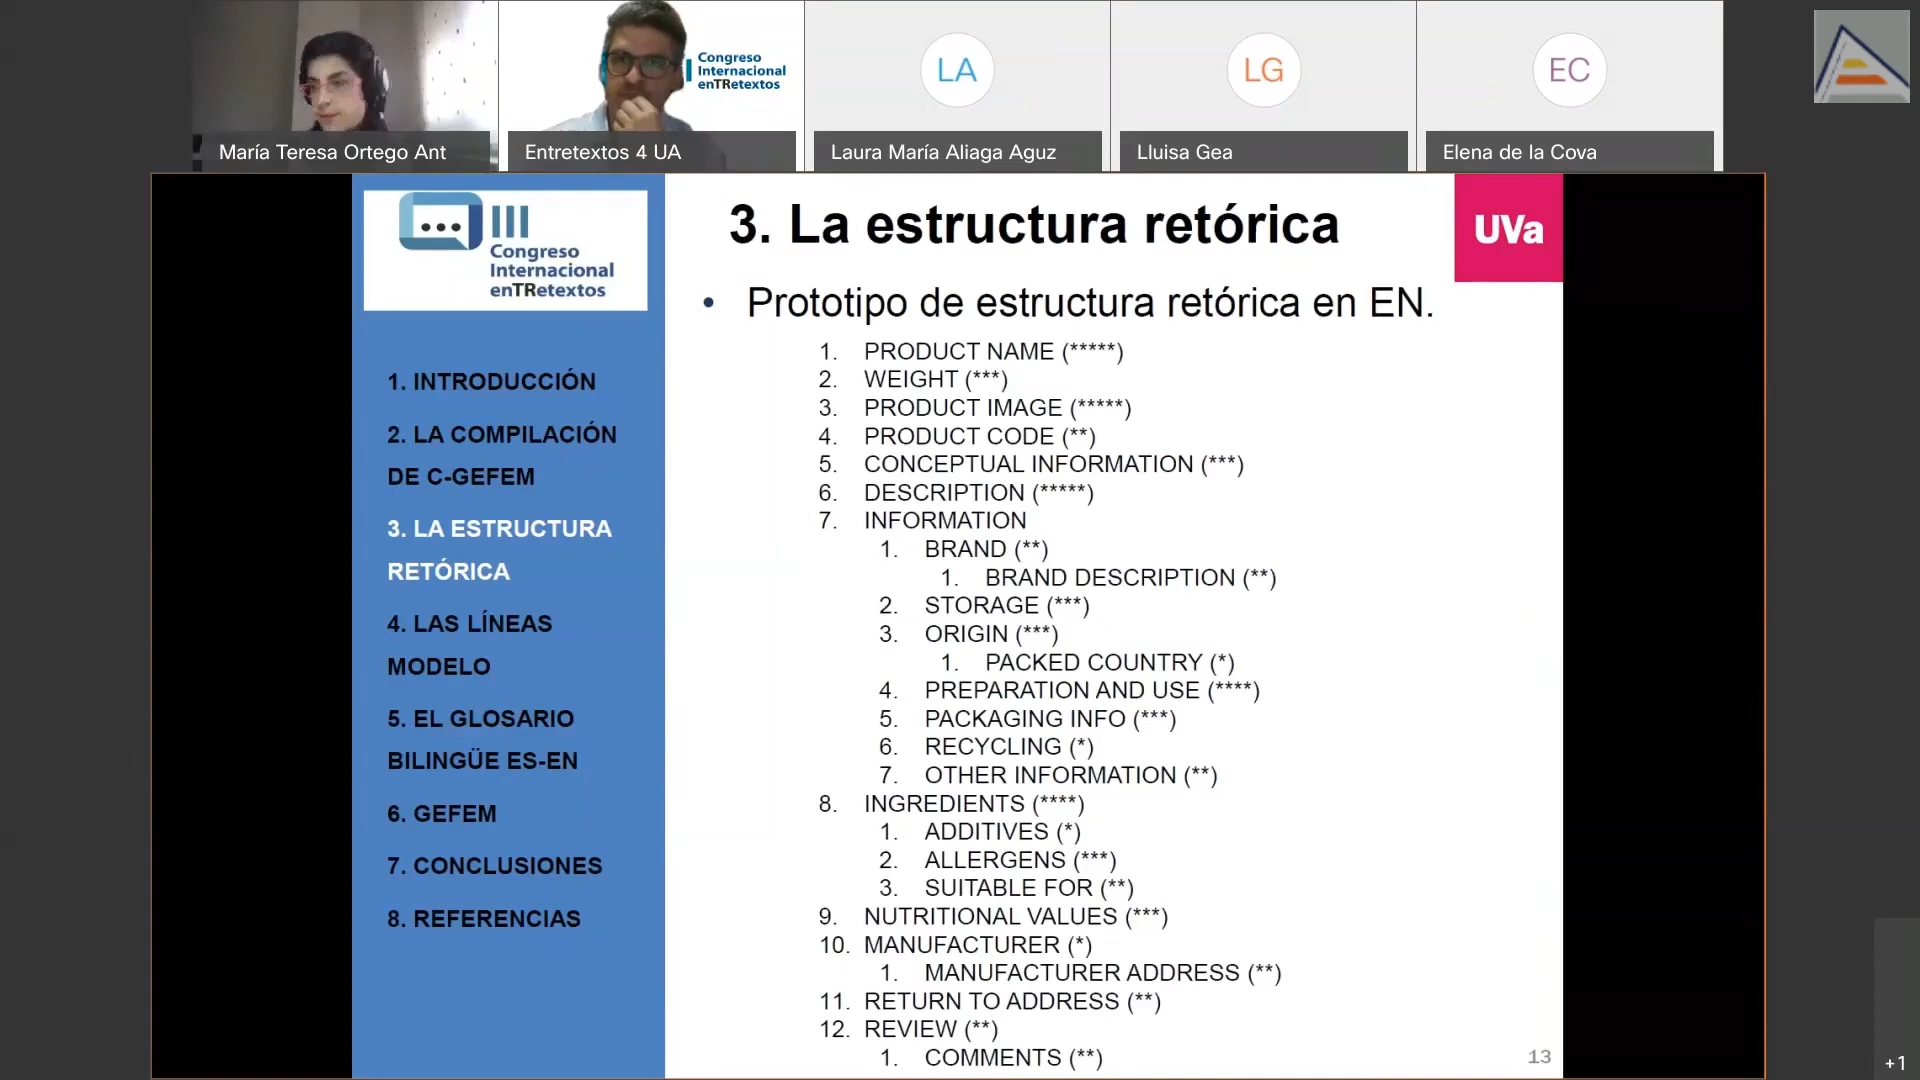 Congreso
Internacional
enTRetextos
LA
LG
EC
María Teresa Ortego Ant
Entretextos 4 UA
Laura María Aliaga Aguz
Lluisa Gea
Elena de la Cova
III
Congreso
Internacional
enTRetextos
1. INTRODUCCIÓN
2. LA COMPILACIÓN
DE C-GEFEM
3. LA ESTRUCTURA
RETÓRICA
4. LAS LÍNEAS
MODELO
5. EL GLOSARIO
BILINGÜE ES-EN
6. GEFEM
7. CONCLUSIONES
8. REFERENCIAS
3. La estructura retórica
UVa
• Prototipo de estructura retórica en EN.
1. PRODUCT NAME (*****)
2. WEIGHT (***)
3. PRODUCT IMAGE (*****)
4. PRODUCT CODE (**)
5. CONCEPTUAL INFORMATION (***)
6. DESCRIPTION (*****)
7. INFORMATION
1. BRAND (**)
1. BRAND DESCRIPTION (**)
2. STORAGE (***)
3. ORIGIN (***)
1. PACKED COUNTRY (*)
4. PREPARATION AND USE (****)
5. PACKAGING INFO (***)
6. RECYCLING (*)
7. OTHER INFORMATION (**)
8. INGREDIENTS (****)
1. ADDITIVES (*)
2. ALLERGENS (***)
3. SUITABLE FOR (**)
9. NUTRITIONAL VALUES (***)
10. MANUFACTURER (*)
1. MANUFACTURER ADDRESS (**)
11. RETURN TO ADDRESS (**)
12. REVIEW (**)
1. COMMENTS (**)
13
+1